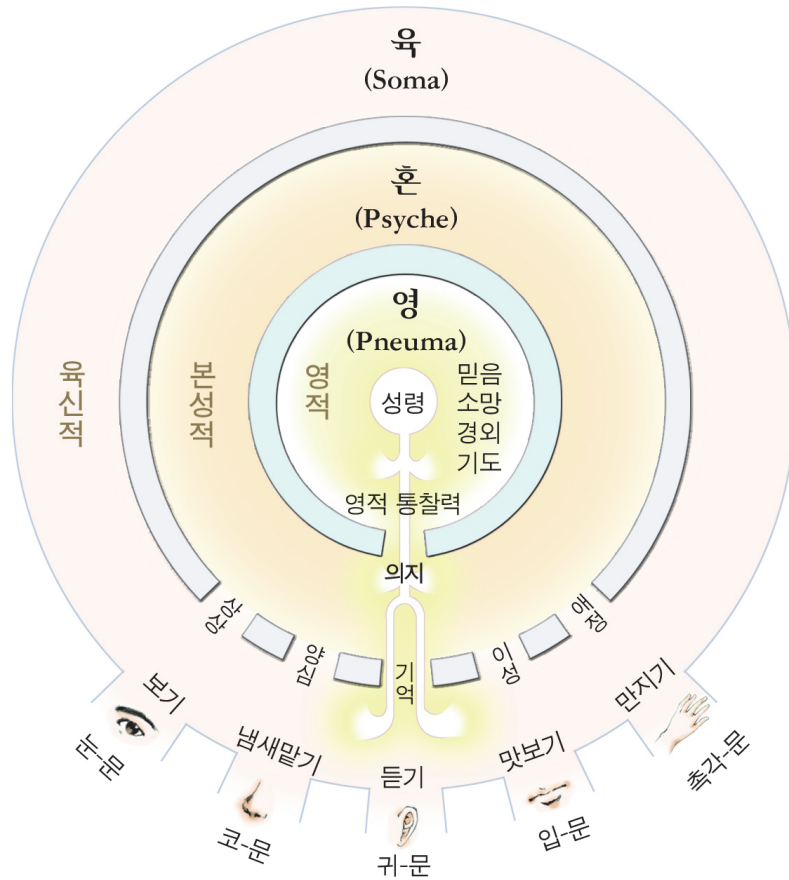 육
(Soma)
혼
(Psyche)
영
(Pneuma)
육신적
본성적
영적
성령
믿음
소망
경외
기도
영적 통찰력
의지
상상
양심
기억
이성
애정
보기
냄새맡기
듣기
맛보기
만지기
눈-문
코-문
귀-문
입-문
촉각-문